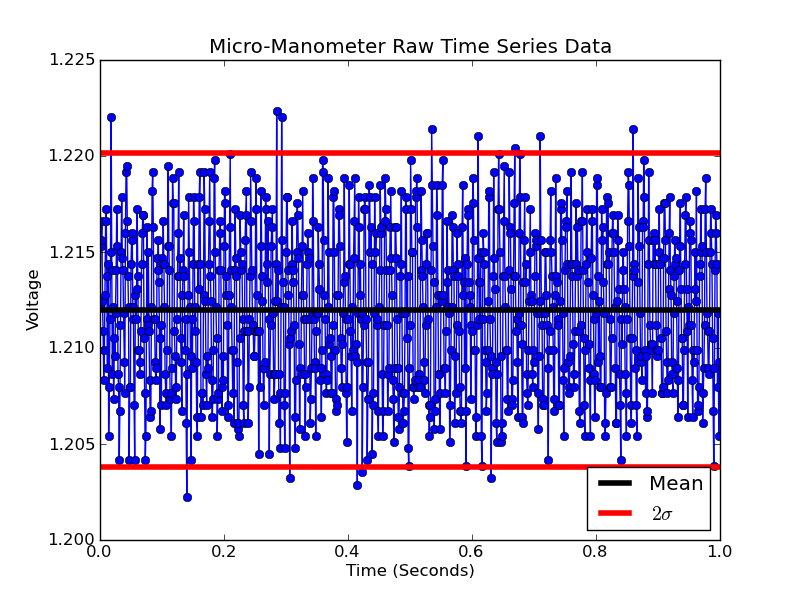 Micro-Manometer Raw Time Series Data
1.225
1.220
1.215
1.210
1.205
1.200
Voltage
Mean
2σ
0.0 0.2 0.4 0.6 0.8 1.0
Time (Seconds)